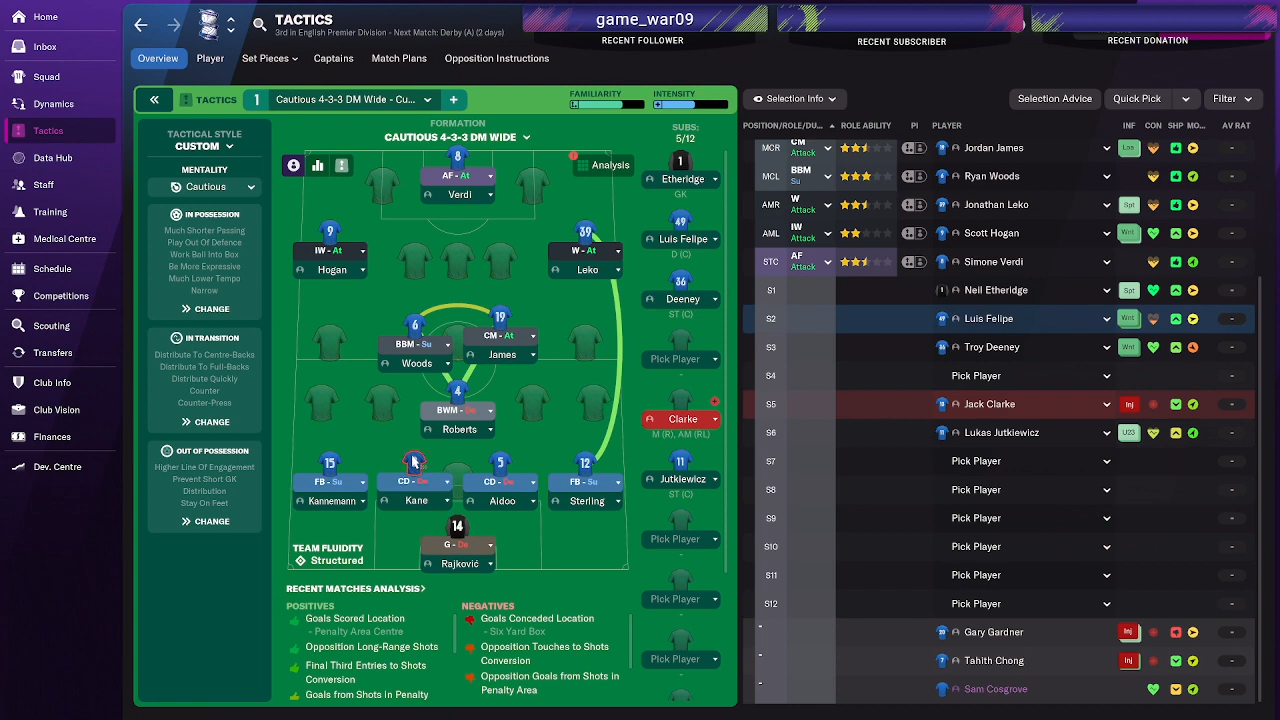 Home
Inbox
Squad
Dynamics
Tactics
Data Hub
Staff
Training
Medical Centre
Schedule
Competitions
Scouting
Transfers
Club Info
Club Vision
Finances
Dev. Centre
TACTICS
3rd in English Premier Division - Next Match: Derby (A) (2 days)
game_war09
RECENT FOLLOWER
RECENT SUBSCRIBER
RECENT DONATION
Overview
Player
Set Pieces
Captains
Match Plans
Opposition Instructions
TACTICS
1
Cautious 4-3-3 DM Wide - Cu...
FAMILIARITY
INTENSITY
TACTICAL STYLE
CUSTOM
MENTALITY
Cautious
IN POSSESSION
Much Shorter Passing
Play Out Of Defence
Work Ball Into Box
Be More Expressive
Much Lower Tempo
Narrow
CHANGE
IN TRANSITION
Distribute To Centre-Backs
Distribute To Full-Backs
Distribute Quickly
Counter
Counter-Press
CHANGE
OUT OF POSSESSION
Higher Line Of Engagement
Prevent Short GK
Distribution
Stay On Feet
CHANGE
FORMATION
CAUTIOUS 4-3-3 DM WIDE
Analysis
8
AF - At
Verdi
9
IW - At
Hogan
39
W - At
Leko
6
BBM - Su
Woods
19
CM - At
James
4
BWM - De
Roberts
15
FB - Su
Kannemann
CD - De
Kane
5
CD - De
Aidoo
12
FB - Su
Sterling
14
G - De
Rajković
TEAM FLUIDITY
Structured
RECENT MATCHES ANALYSIS
POSITIVES
Goals Scored Location
- Penalty Area Centre
Opposition Long-Range Shots
Final Third Entries to Shots
Conversion
Goals from Shots in Penalty
NEGATIVES
Goals Conceded Location
- Six Yard Box
Opposition Touches to Shots
Conversion
Opposition Goals from Shots in
Penalty Area
SUBS:
5/12
1
Etheridge
GK
49
Luis Felipe
D (C)
36
Deeney
ST (C)
Pick Player
-
Clarke
M (R), AM (RL)
11
Jutkiewicz
ST (C)
Pick Player
-
Pick Player
-
Pick Player
-
Pick Player
-
Selection Info
Selection Advice
Quick Pick
Filter
POSITION/ROLE/DU...
ROLE ABILITY
PI
PLAYER
INF
CON
SHP
MO...
AV RAT
MCR
CM
Attack
Jordan James
Loa
MCL
BBM
Su
Ryan Woods
AMR
W
Attack
Jonathan Leko
Spt
AML
IW
Attack
Scott Hogan
Wnt
STC
AF
Attack
Simone Verdi
S1
Neil Etheridge
Spt
-
S2
Luis Felipe
Wnt
-
S3
Troy Deeney
Wnt
-
S4
Pick Player
S5
Jack Clarke
Inj
-
S6
Lukas Jutkiewicz
U23
-
S7
Pick Player
S8
Pick Player
S9
Pick Player
S10
Pick Player
S11
Pick Player
S12
Pick Player
-
Gary Gardner
Inj
-
-
Tahith Chong
Inj
-
-
Sam Cosgrove
-